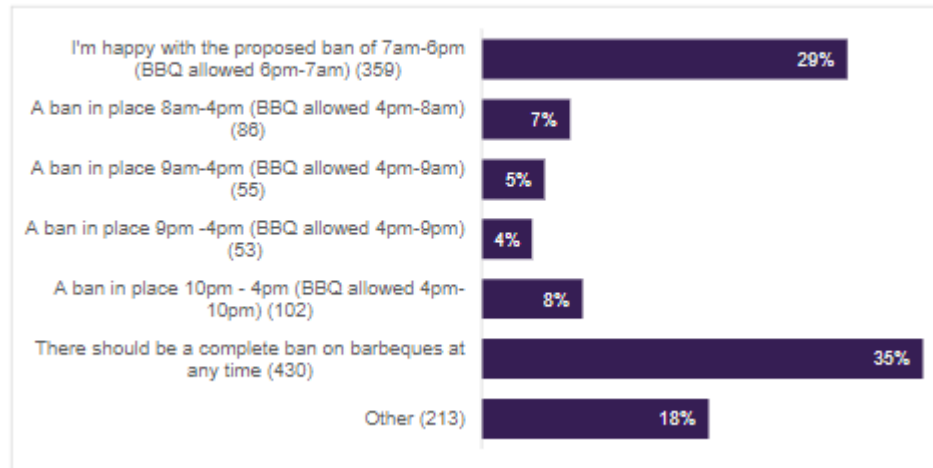 I'm happy with the proposed ban of 7am-6pm
(BBQ allowed 6pm-7am) (359)
29%
A ban in place 8am-4pm (BBQ allowed 4pm-8am)
(86)
7%
A ban in place 9am-4pm (BBQ allowed 4pm-9am)
(55)
5%
A ban in place 9pm -4pm (BBQ allowed 4pm-9pm)
(53)
4%
A ban in place 10pm - 4pm (BBQ allowed 4pm-
10pm) (102)
8%
There should be a complete ban on barbeques at
any time (430)
35%
Other (213)
18%